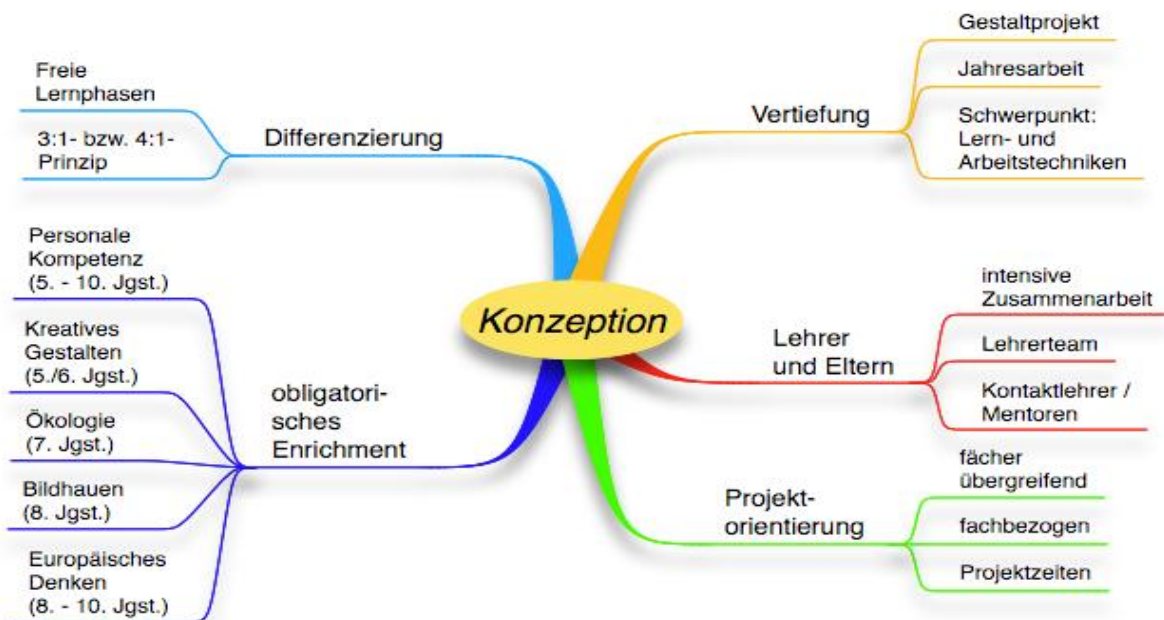 Konzeption
Differenzierung
Freie
Lernphasen
3:1- bzw. 4:1-
Prinzip
obligatori-
sches
Enrichment
Personale
Kompetenz
(5. - 10. Jgst.)
Kreatives
Gestalten
(5./6. Jgst.)
Ökologie
(7. Jgst.)
Bildhauen
(8. Jgst.)
Europäisches
Denken
(8. - 10. Jgst.)
Vertiefung
Gestaltprojekt
Jahresarbeit
Schwerpunkt:
Lern- und
Arbeitstechniken
Lehrer
und Eltern
intensive
Zusammenarbeit
Lehrerteam
Kontaktlehrer /
Mentoren
Projekt-
orientierung
fächer
übergreifend
fachbezogen
Projektzeiten